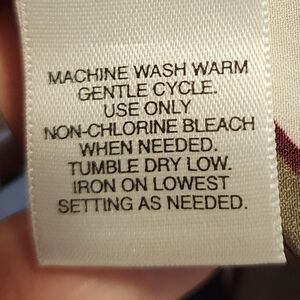 MACHINE WASH WARM
GENTLE CYCLE.
USE ONLY
NON-CHLORINE BLEACH
WHEN NEEDED.
TUMBLE DRY LOW.
IRON ON LOWEST
SETTING AS NEEDED.